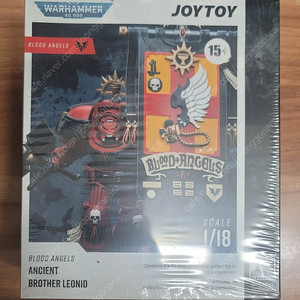 WARHAMMER
40,000
JOYTOY
BLOOD ANGELS
15+
BLOOD ANGELS
SCALE
1/18
BLOOD ANGELS
ANCIENT
BROTHER LEONID